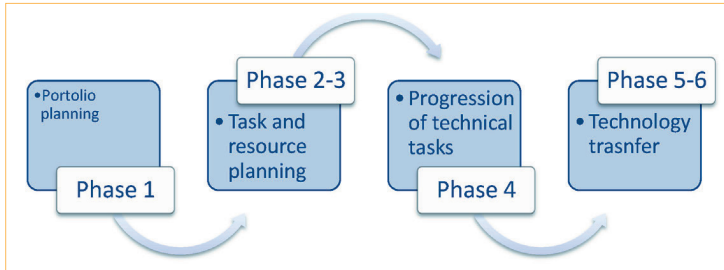 •Portolio
planning
Phase 1
Phase 2-3
• Task and
resource
planning
• Progression
of technical
tasks
Phase 4
Phase 5-6
• Technology
trasnfer